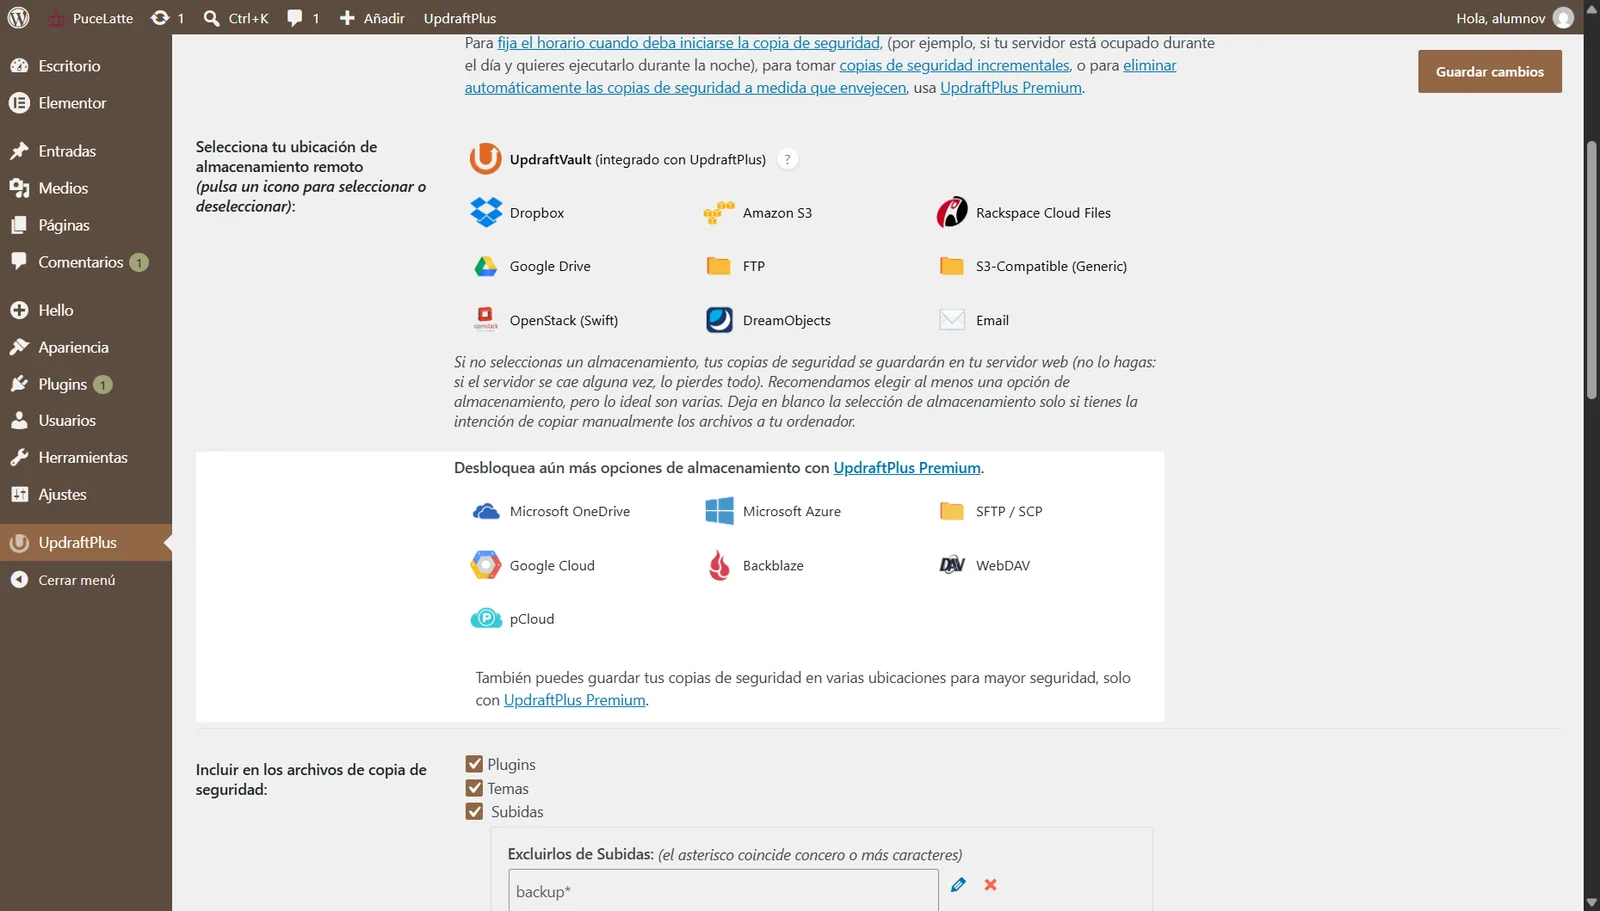 PuceLatte 1 Ctrl+K 1 Añadir UpdraftPlus Hola, alumnov
Escritorio
Elementor
Entradas
Medios
Páginas
Comentarios 1
Hello
Apariencia
Plugins 1
Usuarios
Herramientas
Ajustes
UpdraftPlus
Cerrar menú
Para fija el horario cuando deba iniciarse la copia de seguridad, (por ejemplo, si tu servidor está ocupado durante
el día y quieres ejecutarlo durante la noche), para tomar copias de seguridad incrementales, o para eliminar
automáticamente las copias de seguridad a medida que envejecen, usa UpdraftPlus Premium.
Guardar cambios
Selecciona tu ubicación de
almacenamiento remoto
(pulsa un icono para seleccionar o
deseleccionar):
UpdraftVault (integrado con UpdraftPlus) ?
Dropbox Amazon S3 Rackspace Cloud Files
Google Drive FTP S3-Compatible (Generic)
openstack OpenStack (Swift) DreamObjects Email
Si no seleccionas un almacenamiento, tus copias de seguridad se guardarán en tu servidor web (no lo hagas:
si el servidor se cae alguna vez, lo pierdes todo). Recomendamos elegir al menos una opción de
almacenamiento, pero lo ideal son varias. Deja en blanco la selección de almacenamiento solo si tienes la
intención de copiar manualmente los archivos a tu ordenador.
Desbloquea aún más opciones de almacenamiento con UpdraftPlus Premium.
Microsoft OneDrive Microsoft Azure SFTP / SCP
Google Cloud Backblaze DAV WebDAV
pCloud
También puedes guardar tus copias de seguridad en varias ubicaciones para mayor seguridad, solo
con UpdraftPlus Premium.
Incluir en los archivos de copia de
seguridad:
Plugins
Temas
Subidas
Excluirlos de Subidas: (el asterisco coincide concero o más caracteres)
backup*